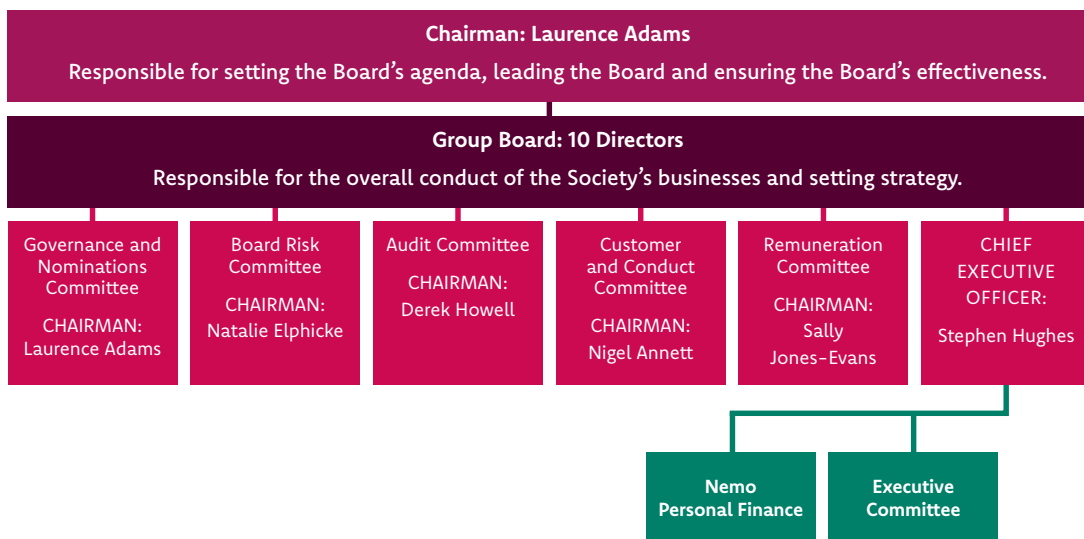 Chairman: Laurence Adams
Responsible for setting the Board's agenda, leading the Board and ensuring the Board's effectiveness.
Group Board: 10 Directors
Responsible for the overall conduct of the Society's businesses and setting strategy.
Governance and
Nominations
Committee
CHAIRMAN:
Laurence Adams
Board Risk
Committee
CHAIRMAN:
Natalie Elphicke
Audit Committee
CHAIRMAN:
Derek Howell
Customer
and Conduct
Committee
CHAIRMAN:
Nigel Annett
Remuneration
Committee
CHAIRMAN:
Sally
Jones-Evans
CHIEF
EXECUTIVE
OFFICER:
Stephen Hughes
Nemo
Personal Finance
Executive
Committee